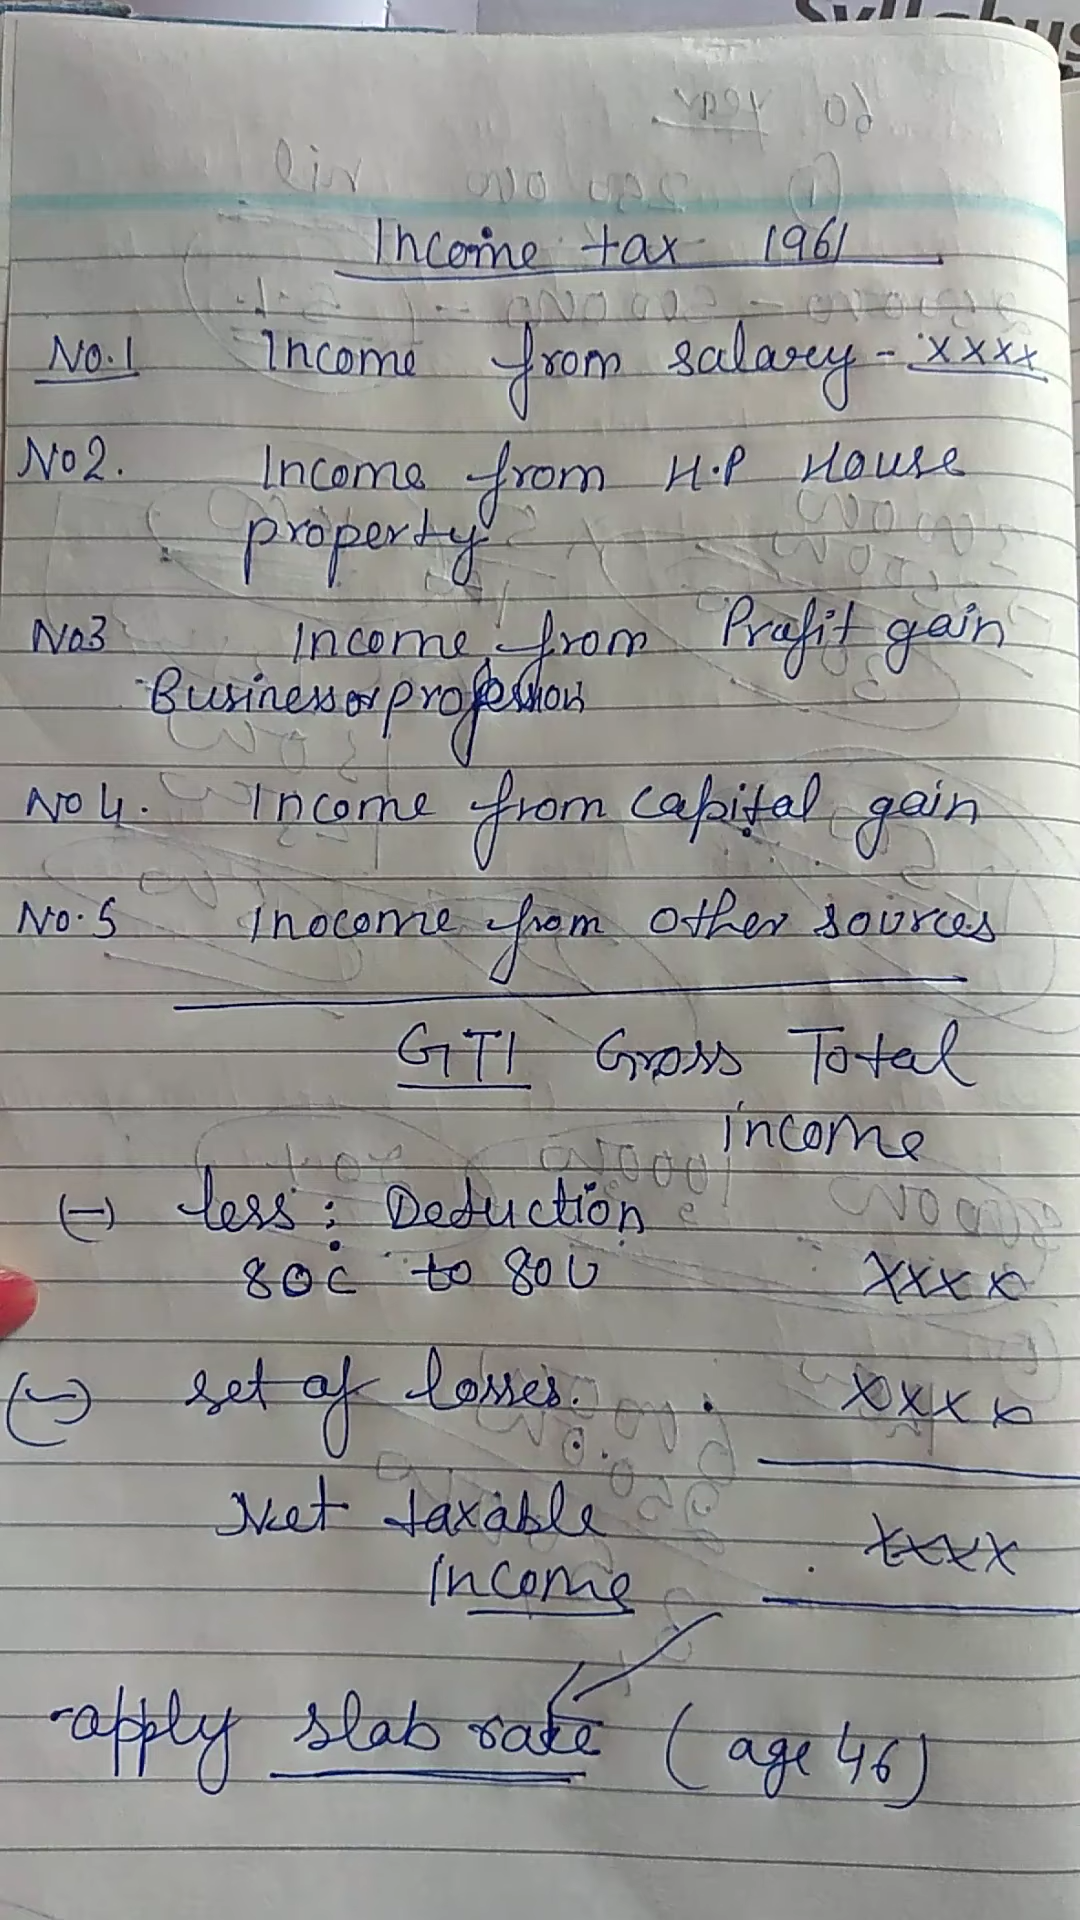 Syllabus
60 year
Income tax 1961
No.1 Income from salary - xxxx
No2. Income from H.P House
property
No3 Income from Profit gain
Business or profession
No 4. Income from capital gain
No.5 Inocome from other sources
GTI Gross Total
income
(-) less : Deduction
80C to 80U xxxx
(-) set of losses. xxxx
Net taxable
income xxxx
apply slab rate (age 46)